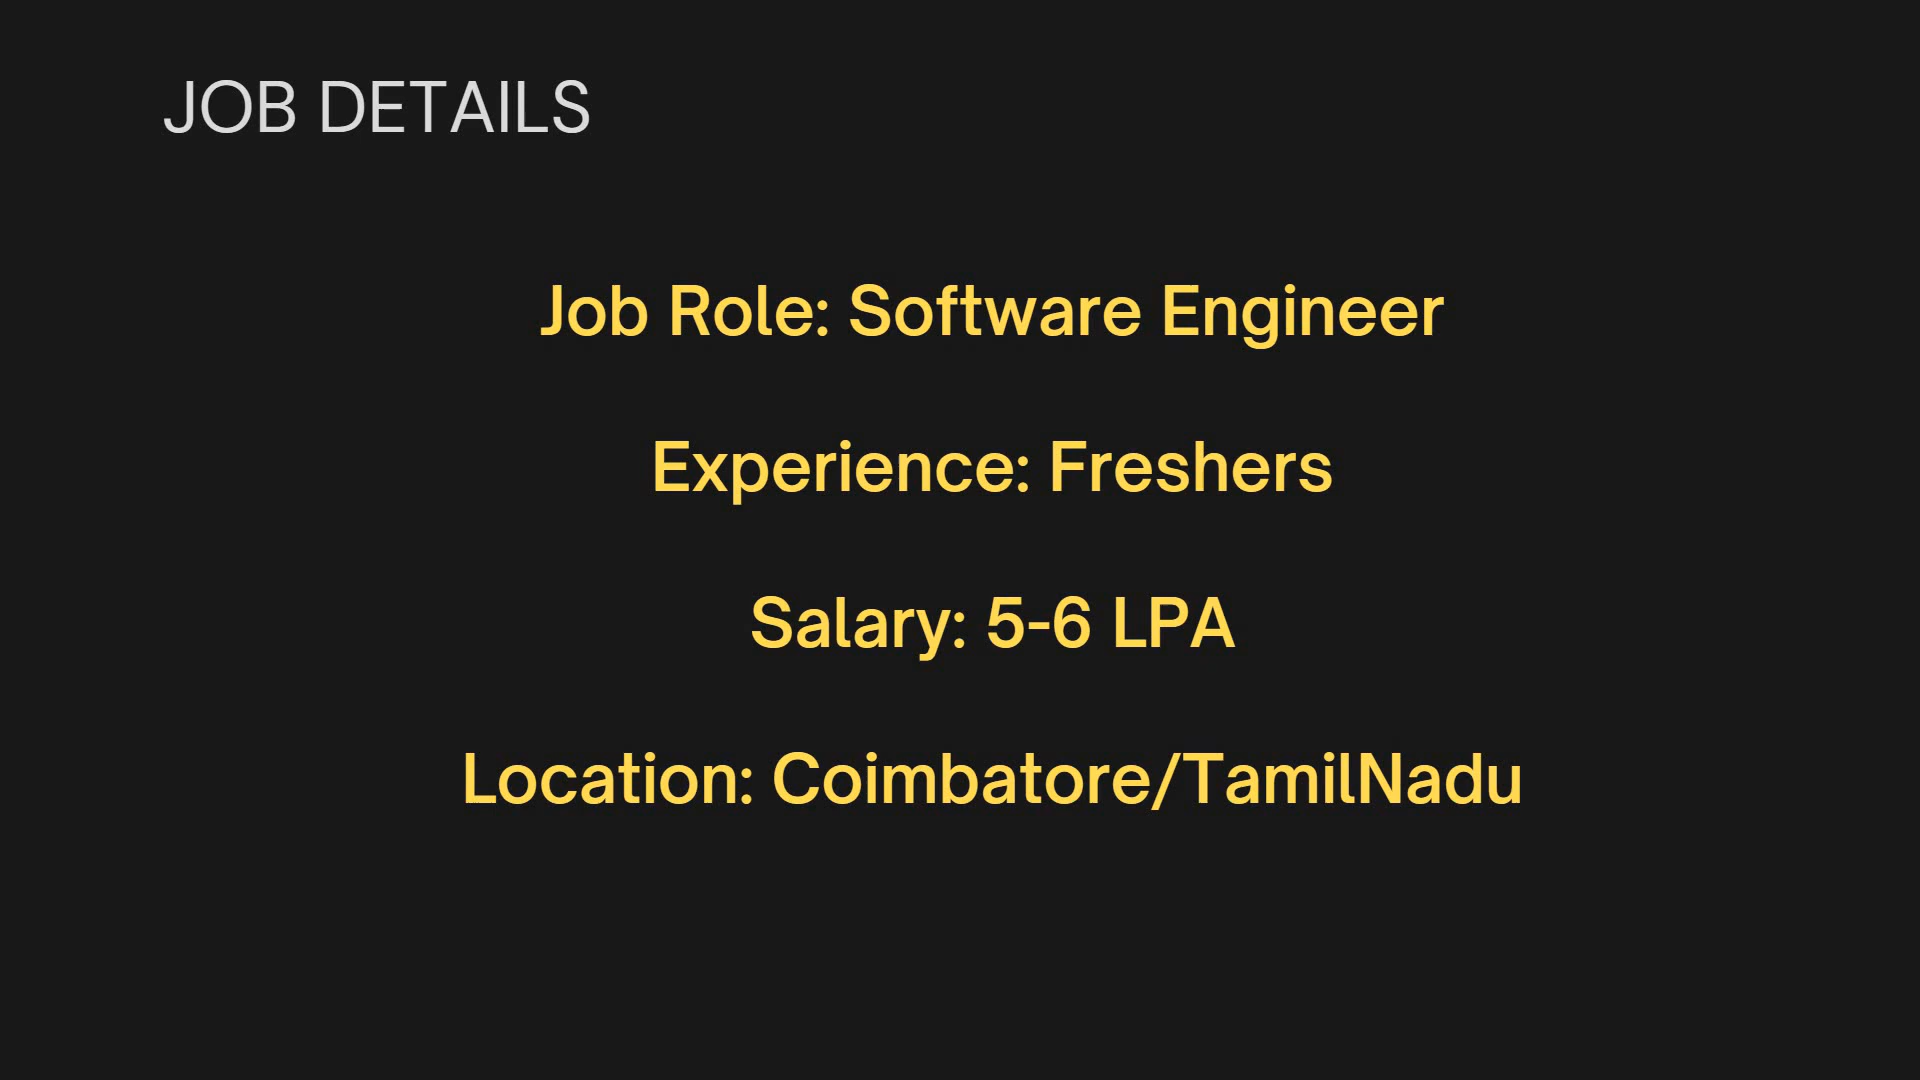 JOB DETAILS
Job Role: Software Engineer
Experience: Freshers
Salary: 5-6 LPA
Location: Coimbatore/TamilNadu